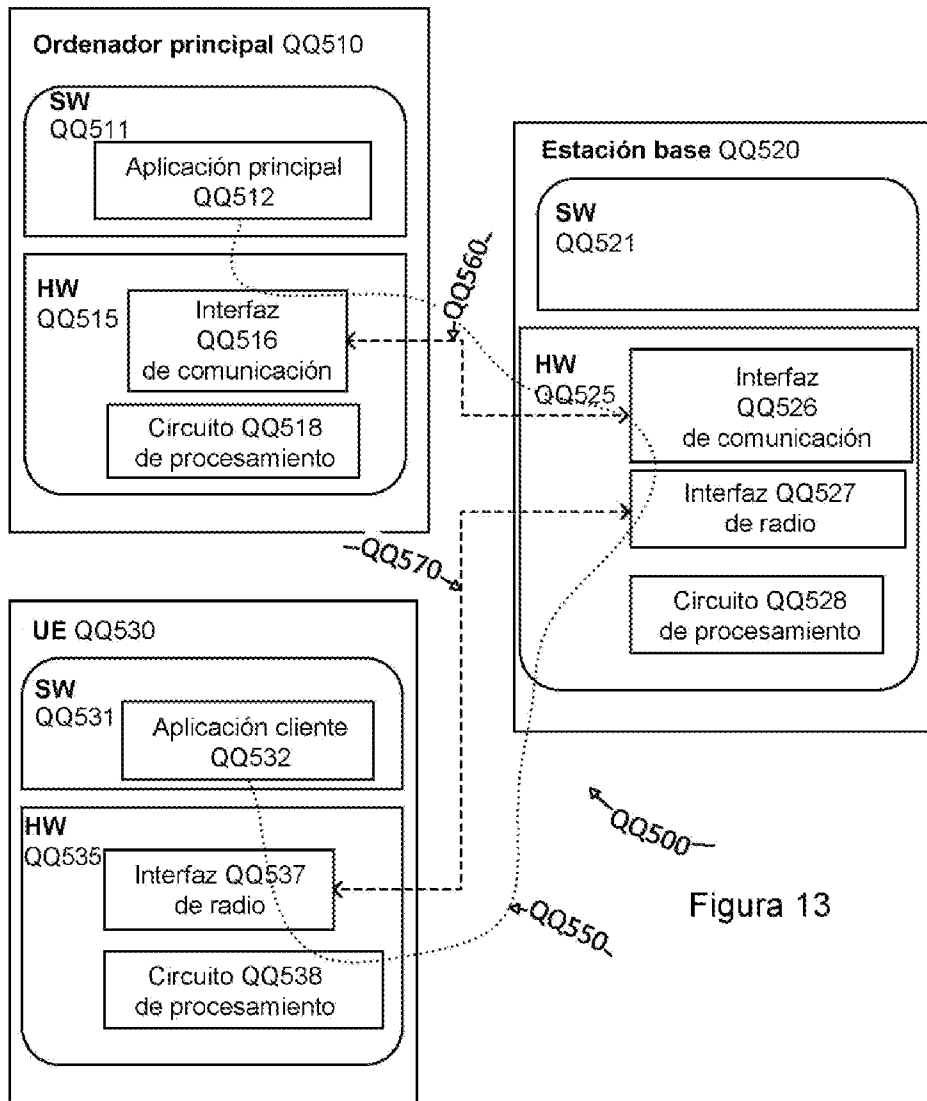 Ordenador principal QQ510
SW
QQ511
Aplicación principal
QQ512
HW
QQ515
Interfaz
QQ516
de comunicación
Circuito QQ518
de procesamiento
QQ560
Estación base QQ520
SW
QQ521
HW
QQ525
Interfaz
QQ526
de comunicación
Interfaz QQ527
de radio
Circuito QQ528
de procesamiento
QQ570
UE QQ530
SW
QQ531
Aplicación cliente
QQ532
HW
QQ535
Interfaz QQ537
de radio
Circuito QQ538
de procesamiento
QQ500
QQ550
Figura 13